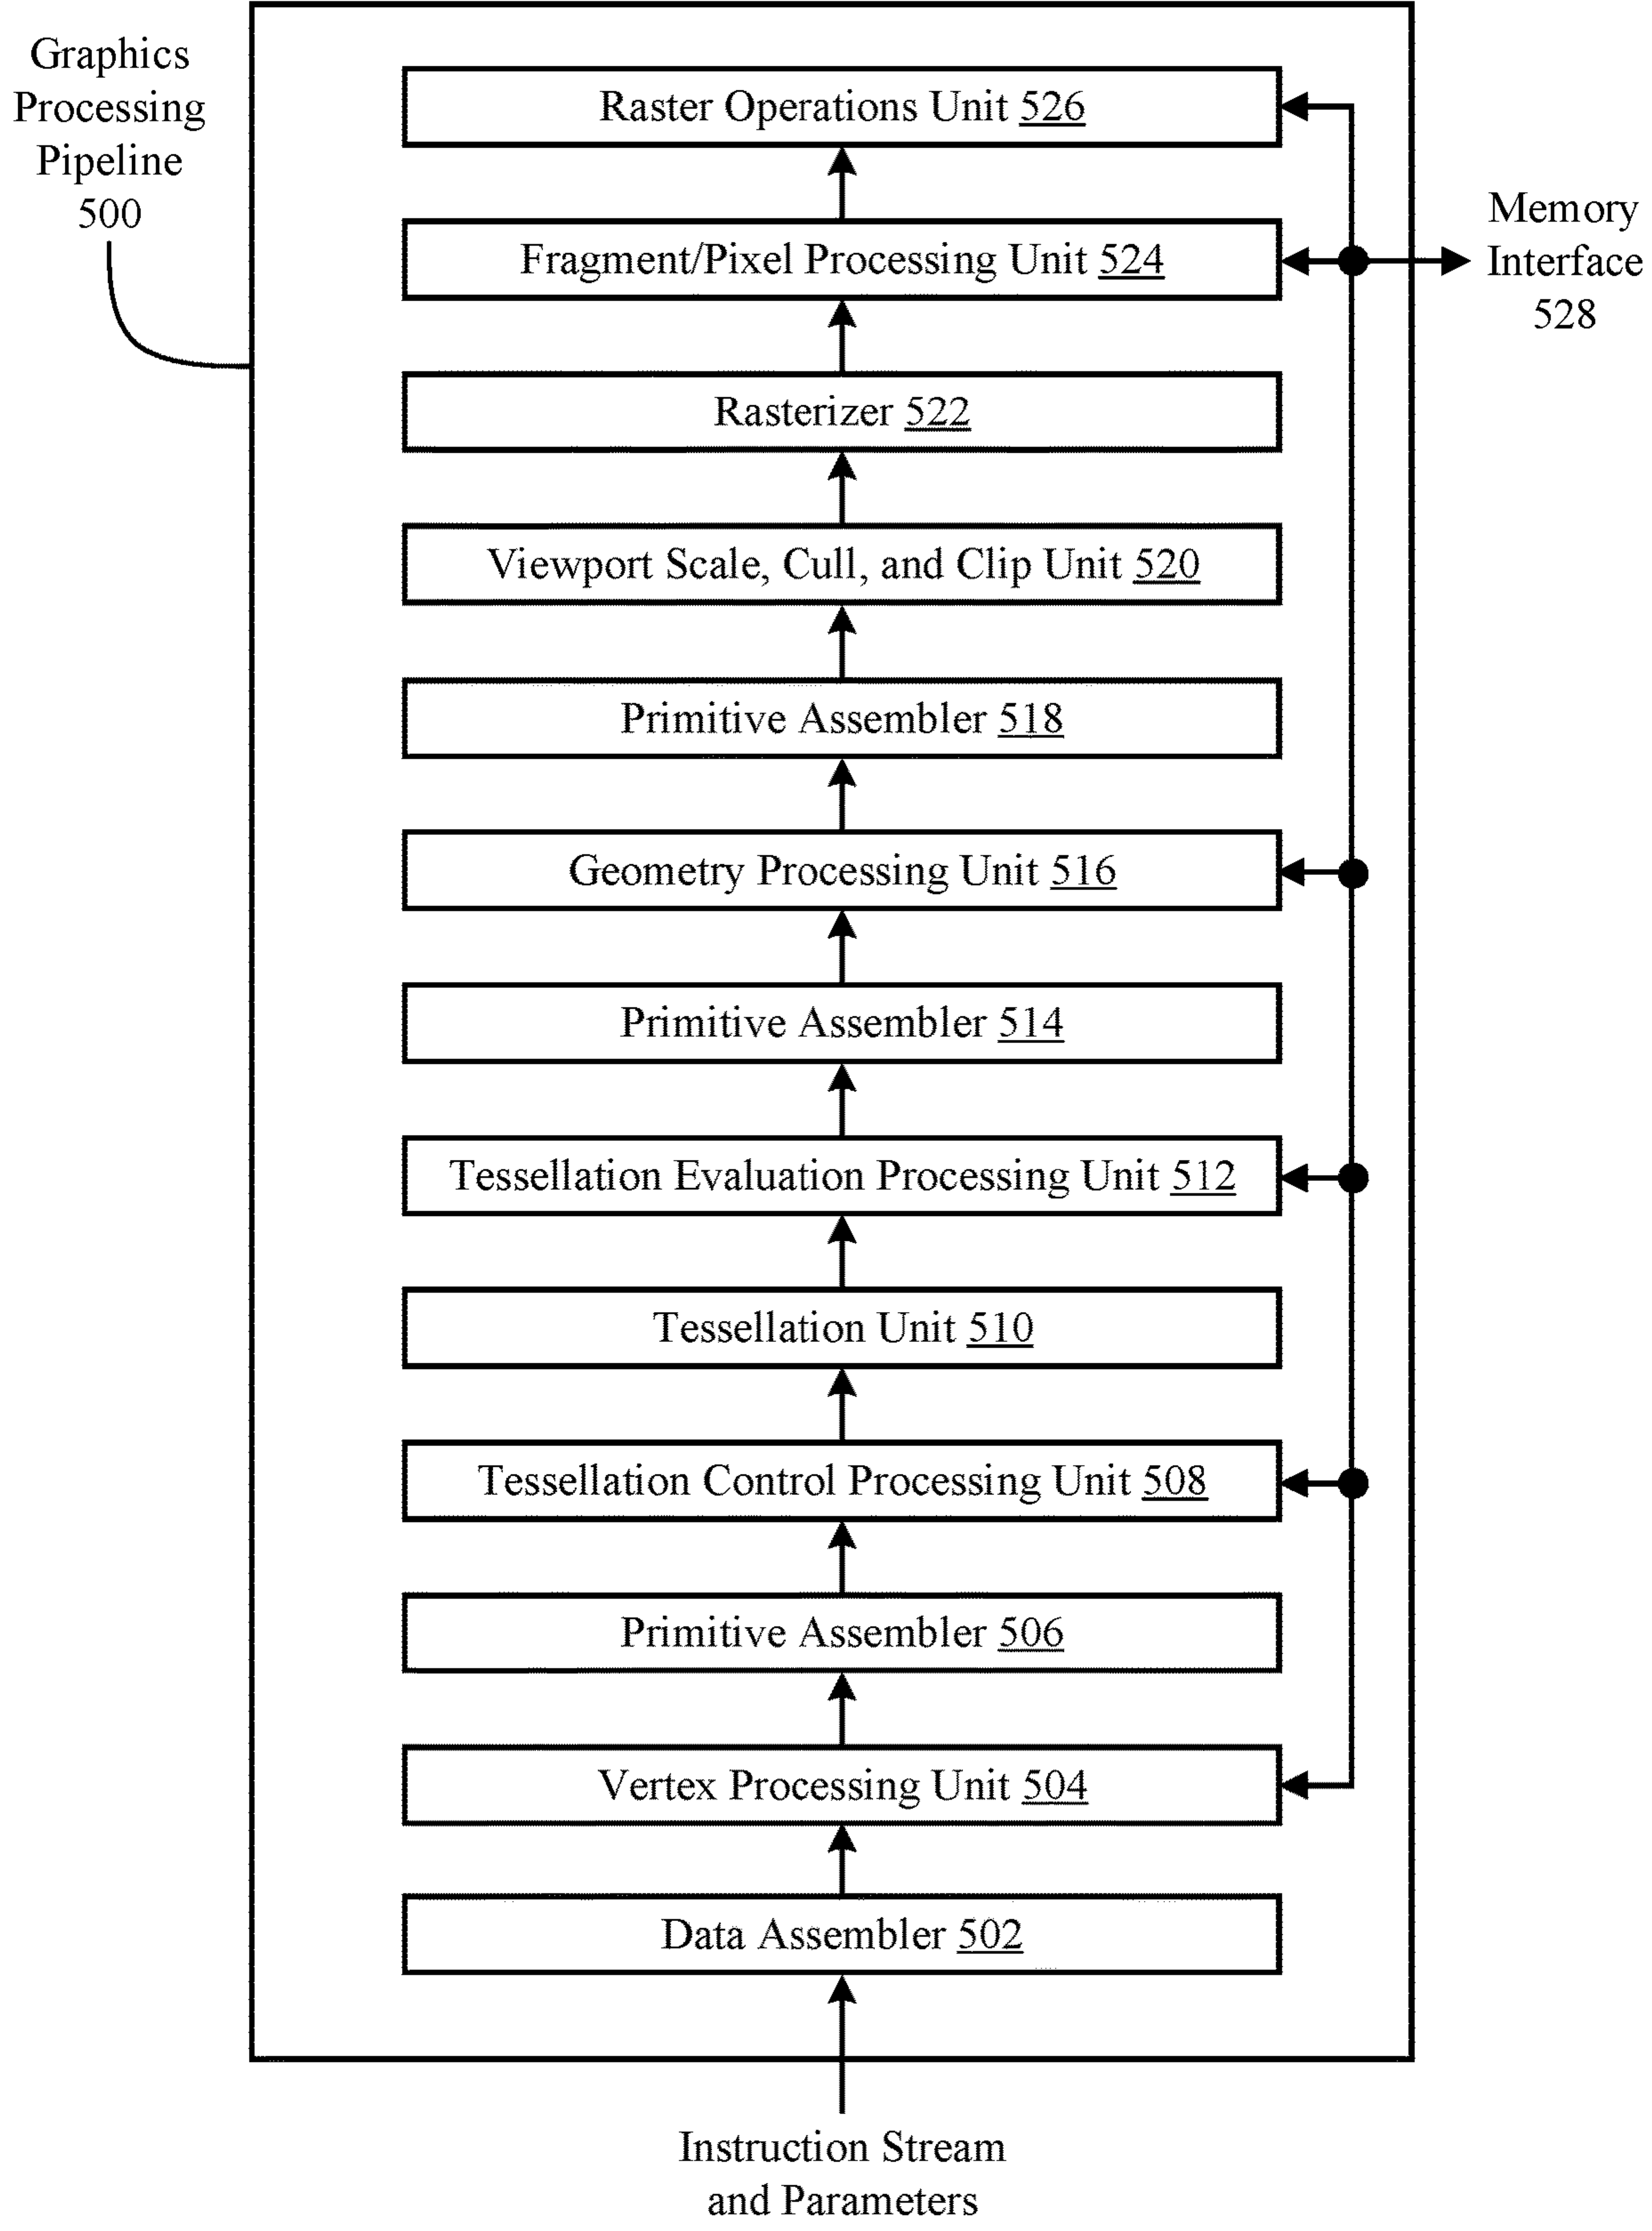 Graphics
Processing
Pipeline
500
Raster Operations Unit 526
Fragment/Pixel Processing Unit 524
Memory
Interface
528
Rasterizer 522
Viewport Scale, Cull, and Clip Unit 520
Primitive Assembler 518
Geometry Processing Unit 516
Primitive Assembler 514
Tessellation Evaluation Processing Unit 512
Tessellation Unit 510
Tessellation Control Processing Unit 508
Primitive Assembler 506
Vertex Processing Unit 504
Data Assembler 502
Instruction Stream
and Parameters